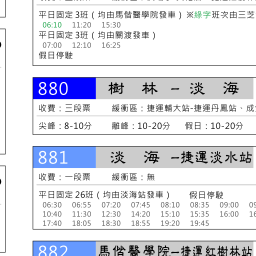 平日固定3班（均由馬偕醫學院發車）※綠字班次由三芝
06:10 11:20 15:30
平日固定3班（均由關渡發車）
07:00 12:10 16:25
假日停駛
880 樹林－淡海
收費：三段票 緩衝區：捷運輔大站-捷運丹鳳站、成
尖峰：8-10分 離峰：10-20分 假日：10-20分
881 淡海－捷運淡水站
收費：一段票 緩衝區：無
平日固定26班（均由淡海站發車） 假日停駛
06:30 06:55 07:20 07:45 08:10 08:35 09:00 09
10:40 11:30 12:30 14:20 15:10 15:35 16:00 16
17:40 18:05 18:30 18:55 19:20 19:45
882 馬偕醫學院－捷運紅樹林站